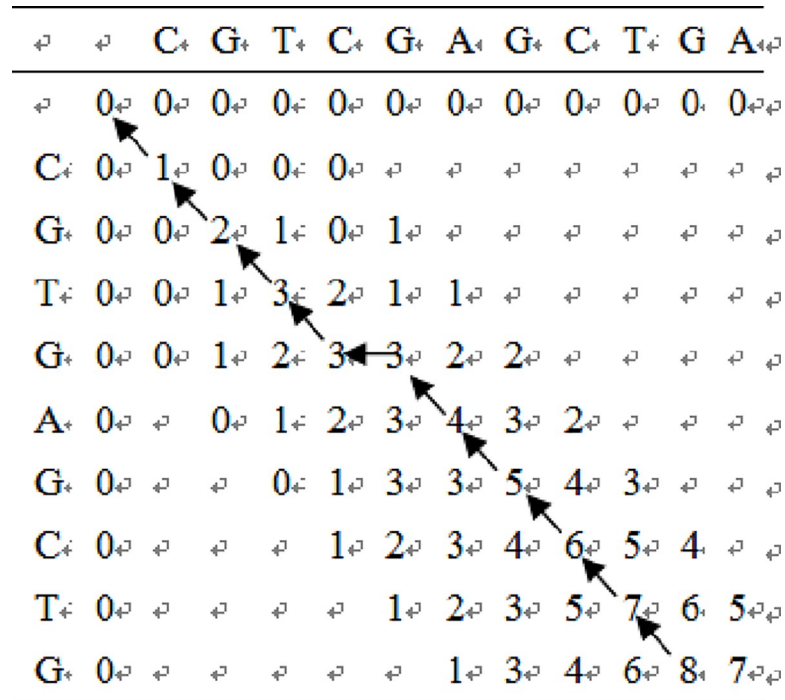 C G T C G A G C T G A
0 0 0 0 0 0 0 0 0 0 0 0
C 0 1 0 0 0
G 0 0 2 1 0 1
T 0 0 1 3 2 1 1
G 0 0 1 2 3 3 2 2
A 0 0 1 2 3 4 3 2
G 0 0 1 3 3 5 4 3
C 0 1 2 3 4 6 5 4
T 0 1 2 3 5 7 6 5
G 0 1 3 4 6 8 7